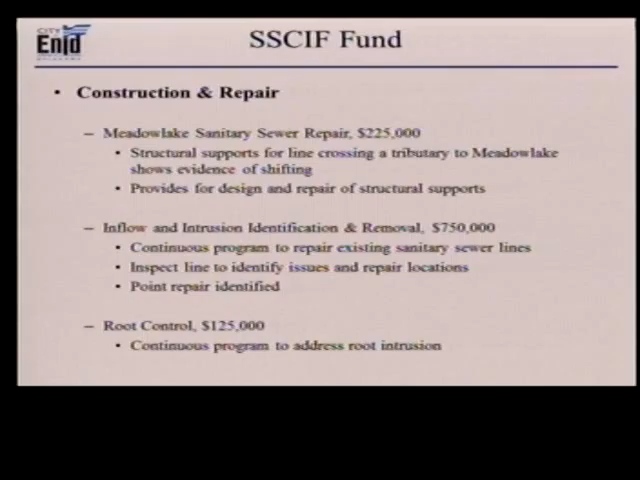 CITY
Enid
SSCIF Fund
• Construction & Repair
– Meadowlake Sanitary Sewer Repair, $225,000
• Structural supports for line crossing a tributary to Meadowlake
shows evidence of shifting
• Provides for design and repair of structural supports
– Inflow and Intrusion Identification & Removal, $750,000
• Continuous program to repair existing sanitary sewer lines
• Inspect line to identify issues and repair locations
• Point repair identified
– Root Control, $125,000
• Continuous program to address root intrusion